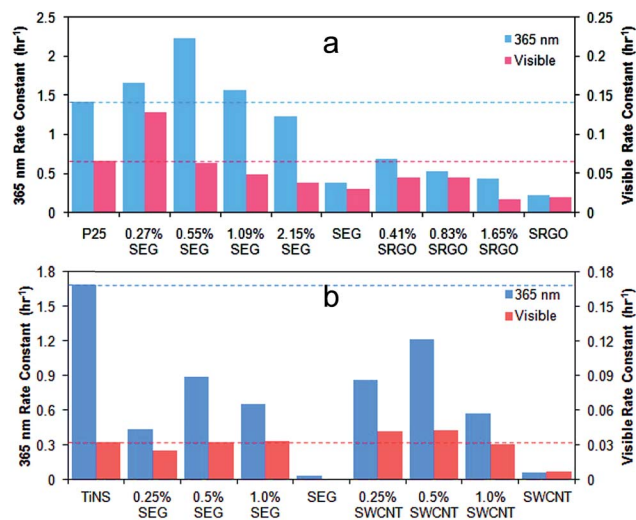 a
365 nm Rate Constant (hr⁻¹)
2.5
2
1.5
1
0.5
0
365 nm
Visible
0.25
0.2
0.15
0.1
0.05
0
Visible Rate Constant (hr⁻¹)
P25
0.27% SEG
0.55% SEG
1.09% SEG
2.15% SEG
SEG
0.41% SRGO
0.83% SRGO
1.65% SRGO
SRGO
b
365 nm Rate Constant (hr⁻¹)
1.8
1.5
1.2
0.9
0.6
0.3
0
365 nm
Visible
0.18
0.15
0.12
0.09
0.06
0.03
0
Visible Rate Constant (hr⁻¹)
TiNS
0.25% SEG
0.5% SEG
1.0% SEG
SEG
0.25% SWCNT
0.5% SWCNT
1.0% SWCNT
SWCNT